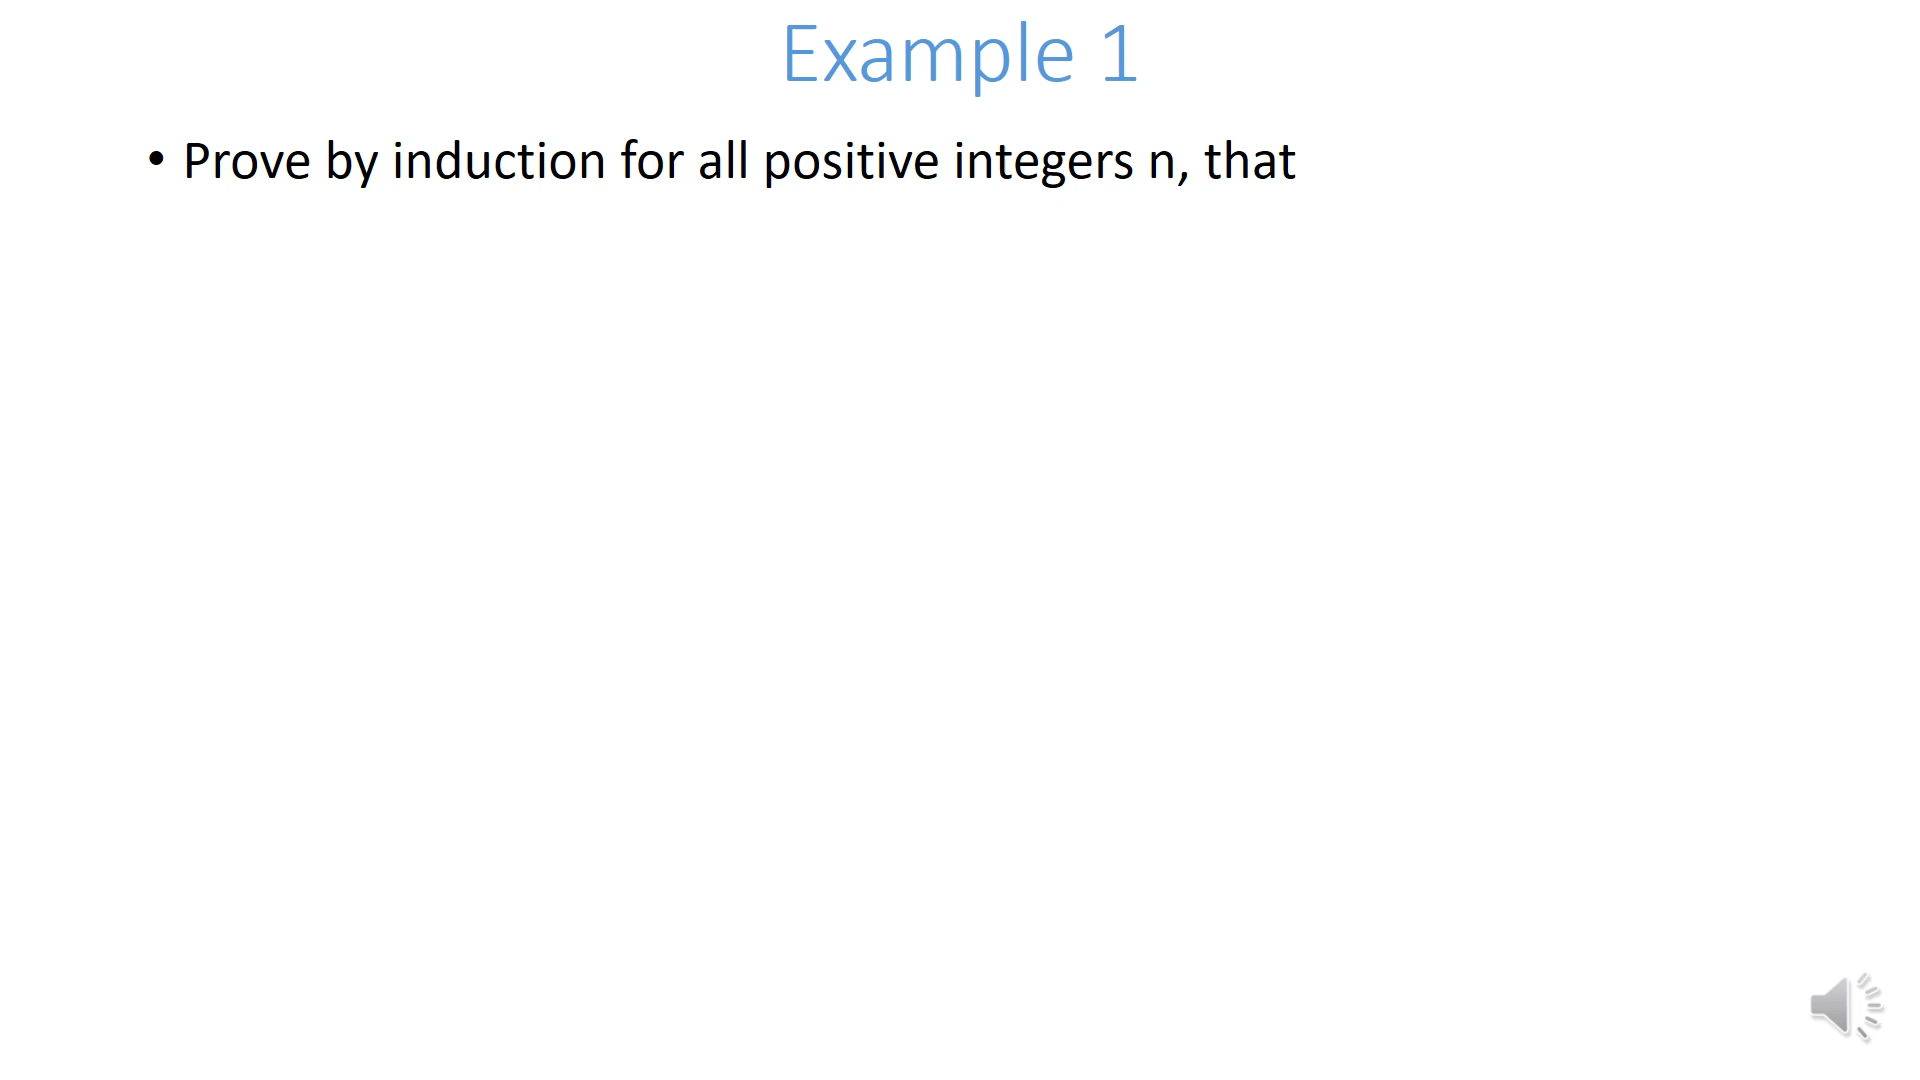 Example 1
• Prove by induction for all positive integers n, that